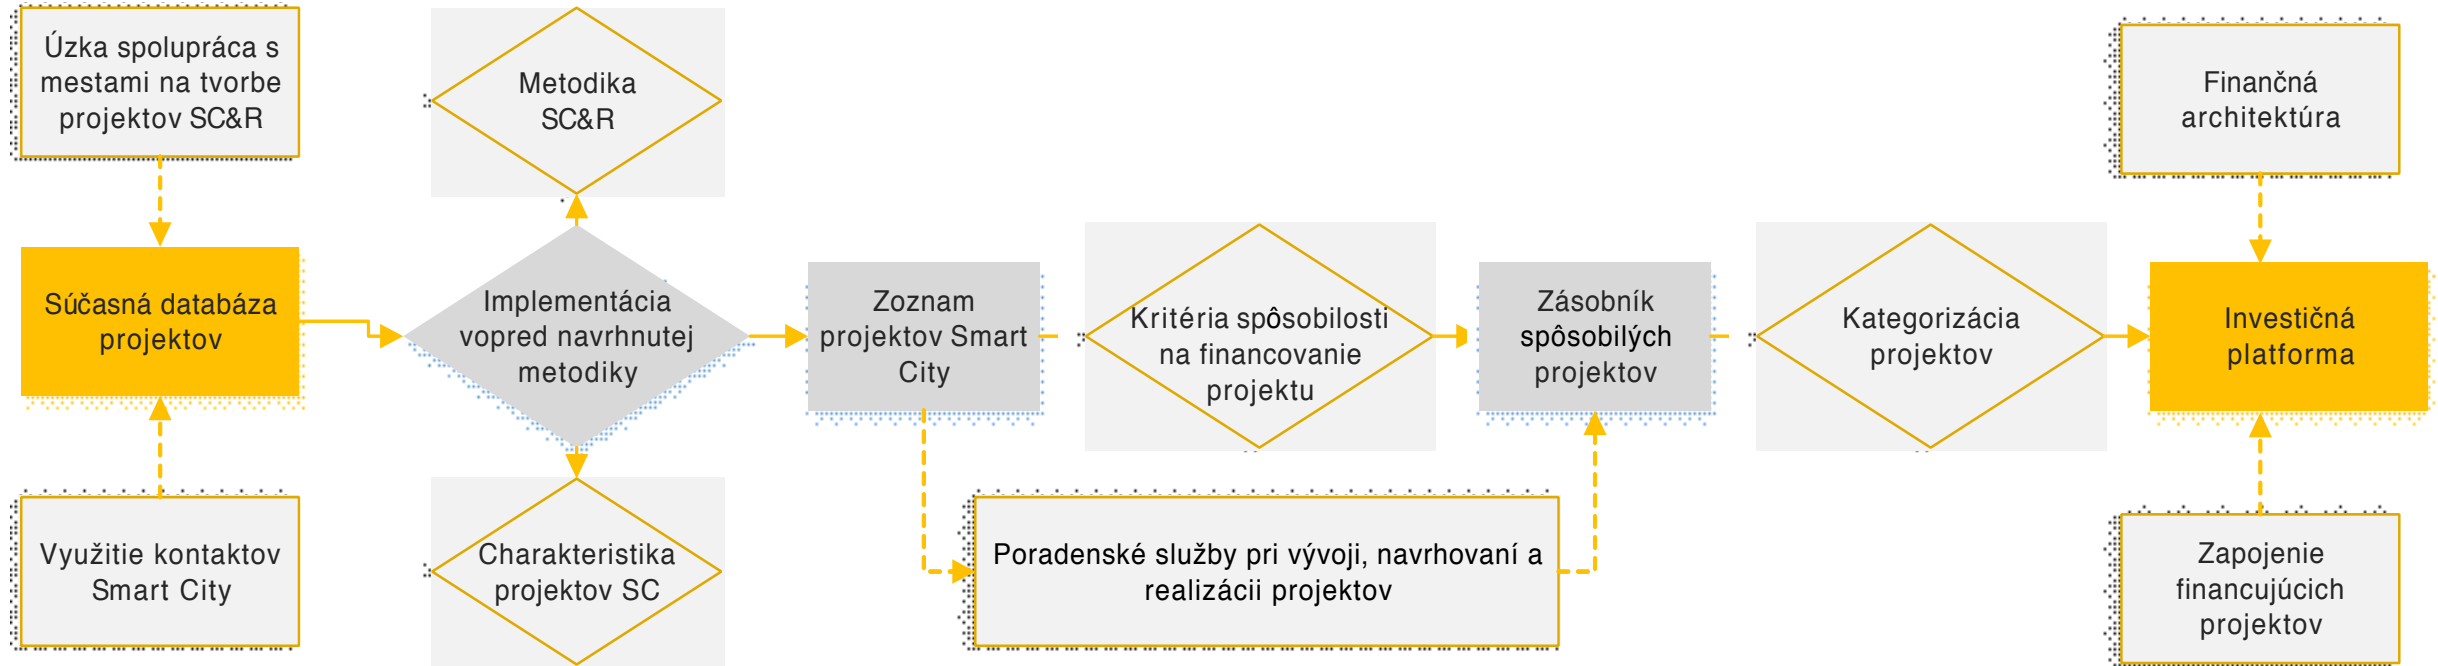 Úzka spolupráca s
mestami na tvorbe
projektov SC&R
Metodika
SC&R
Finančná
architektúra
Súčasná databáza
projektov
Implementácia
vopred navrhnutej
metodiky
Zoznam
projektov Smart
City
Kritéria spôsobilosti
na financovanie
projektu
Zásobník
spôsobilých
projektov
Kategorizácia
projektov
Investičná
platforma
Využitie kontaktov
Smart City
Charakteristika
projektov SC
Poradenské služby pri vývoji, navrhovaní a
realizácii projektov
Zapojenie
financujúcich
projektov